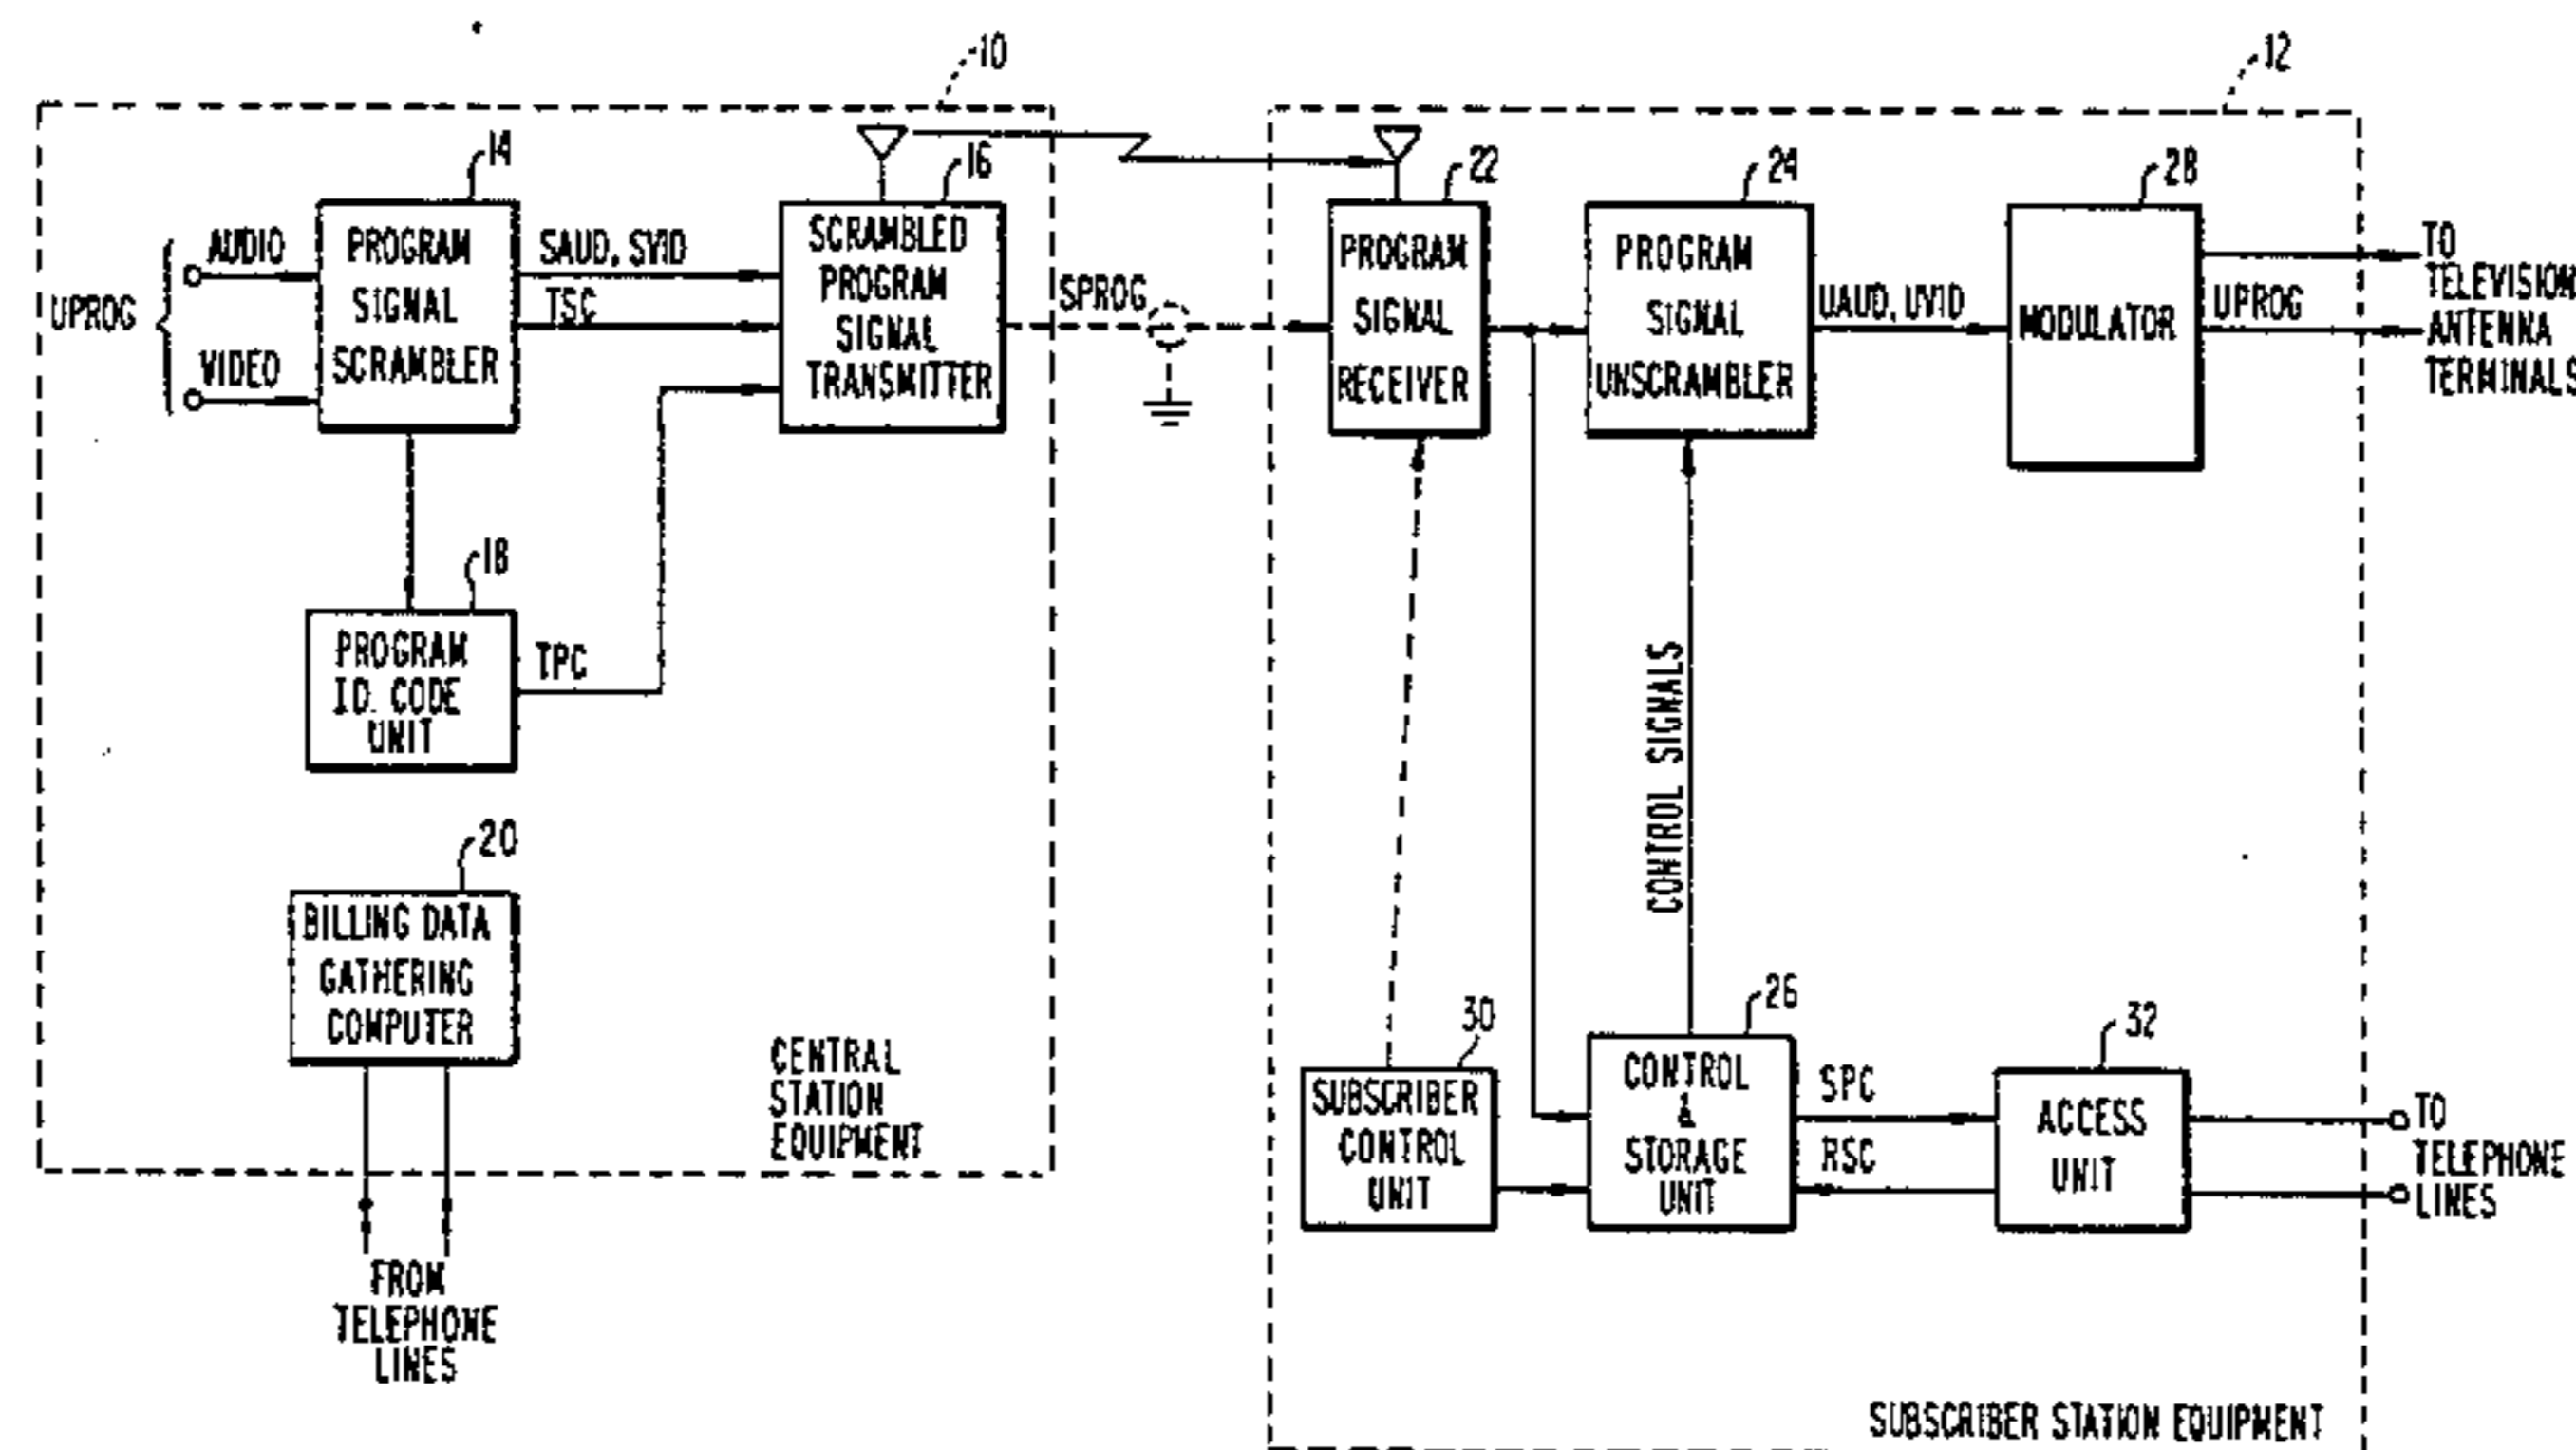 10
12
14
16
22
24
28
UPROG
AUDIO
VIDEO
PROGRAM
SIGNAL
SCRAMBLER
SAUD, SVID
TSC
SCRAMBLED
PROGRAM
SIGNAL
TRANSMITTER
SPROG
PROGRAM
SIGNAL
RECEIVER
PROGRAM
SIGNAL
UNSCRAMBLER
UAUD, UVID
MODULATOR
UPROG
TO
TELEVISION
ANTENNA
TERMINALS
18
PROGRAM
ID. CODE
UNIT
TPC
CONTROL SIGNALS
20
BILLING DATA
GATHERING
COMPUTER
CENTRAL
STATION
EQUIPMENT
FROM
TELEPHONE
LINES
30
SUBSCRIBER
CONTROL
UNIT
26
CONTROL
&
STORAGE
UNIT
SPC
RSC
32
ACCESS
UNIT
TO
TELEPHONE
LINES
SUBSCRIBER STATION EQUIPMENT